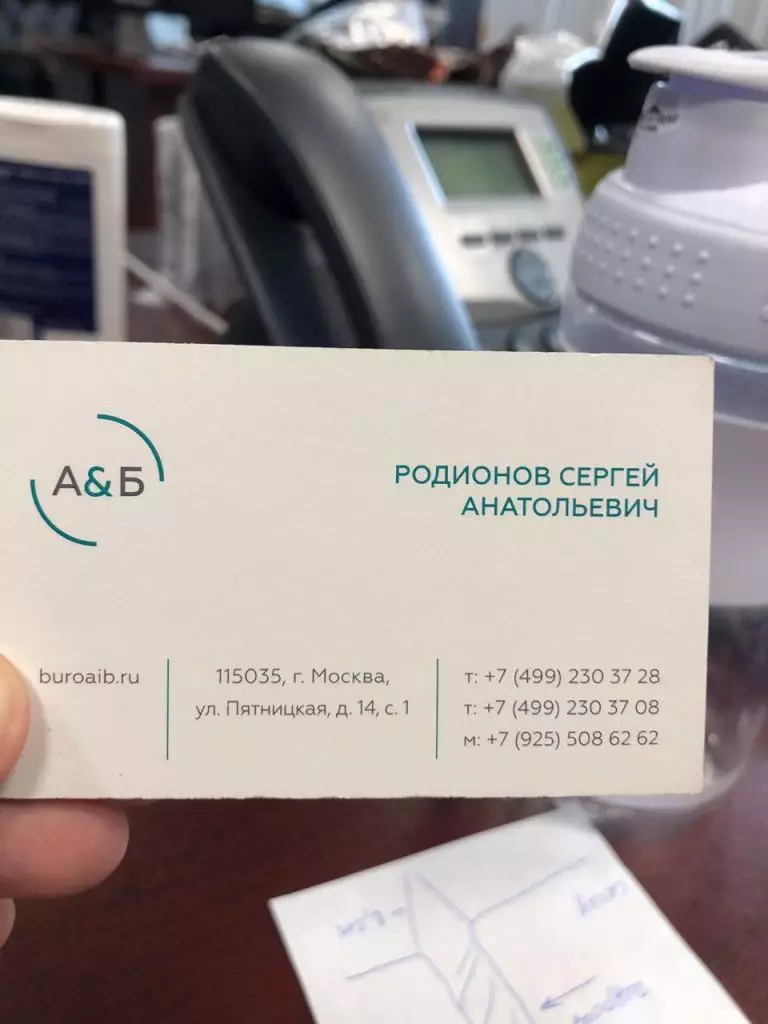 А&Б
РОДИОНОВ СЕРГЕЙ
АНАТОЛЬЕВИЧ
buroaib.ru
115035, г. Москва,
ул. Пятницкая, д. 14, с. 1
т: +7 (499) 230 37 28
т: +7 (499) 230 37 08
м: +7 (925) 508 62 62